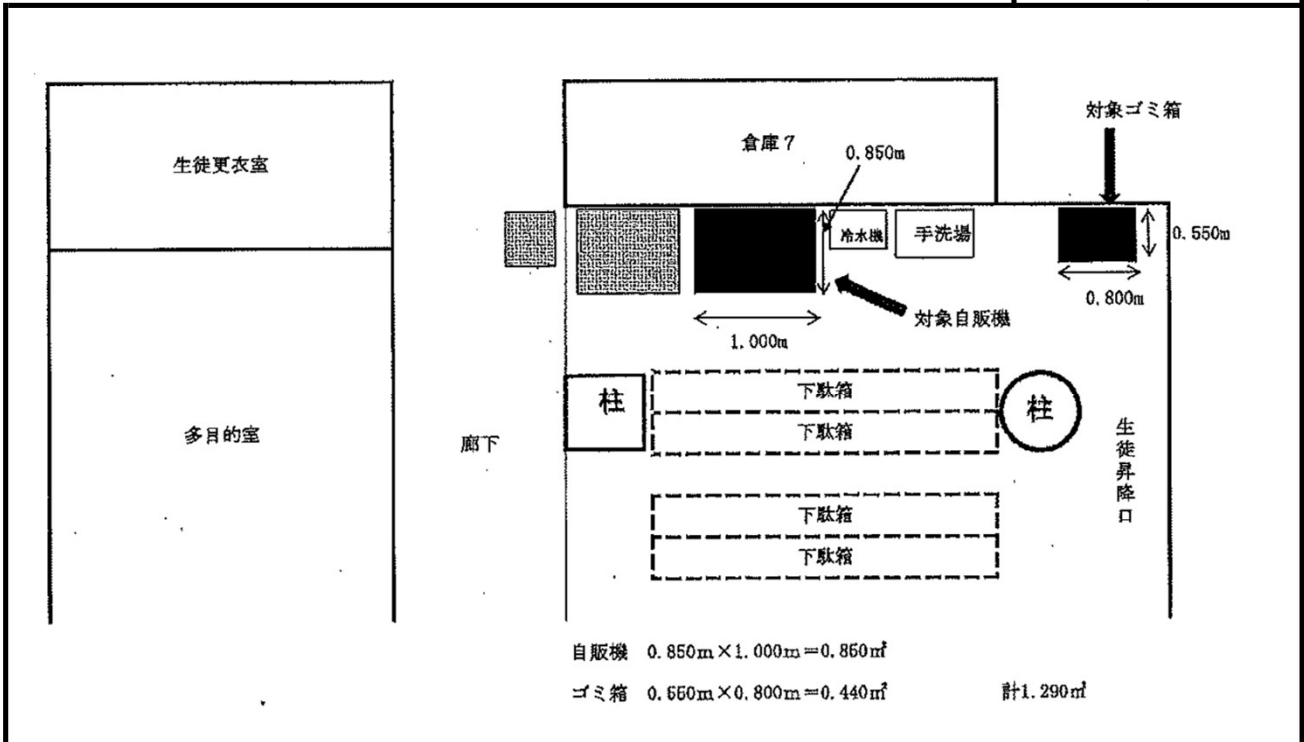 対象ゴミ箱
倉庫7
0.850m
生徒更衣室
冷水機
手洗場
0.550m
0.800m
対象自販機
1.000m
柱
下駄箱
柱
下駄箱
多目的室
廊下
生徒昇降口
下駄箱
下駄箱
自販機 0.850m×1.000m=0.850㎡
ゴミ箱 0.550m×0.800m=0.440㎡ 計1.290㎡